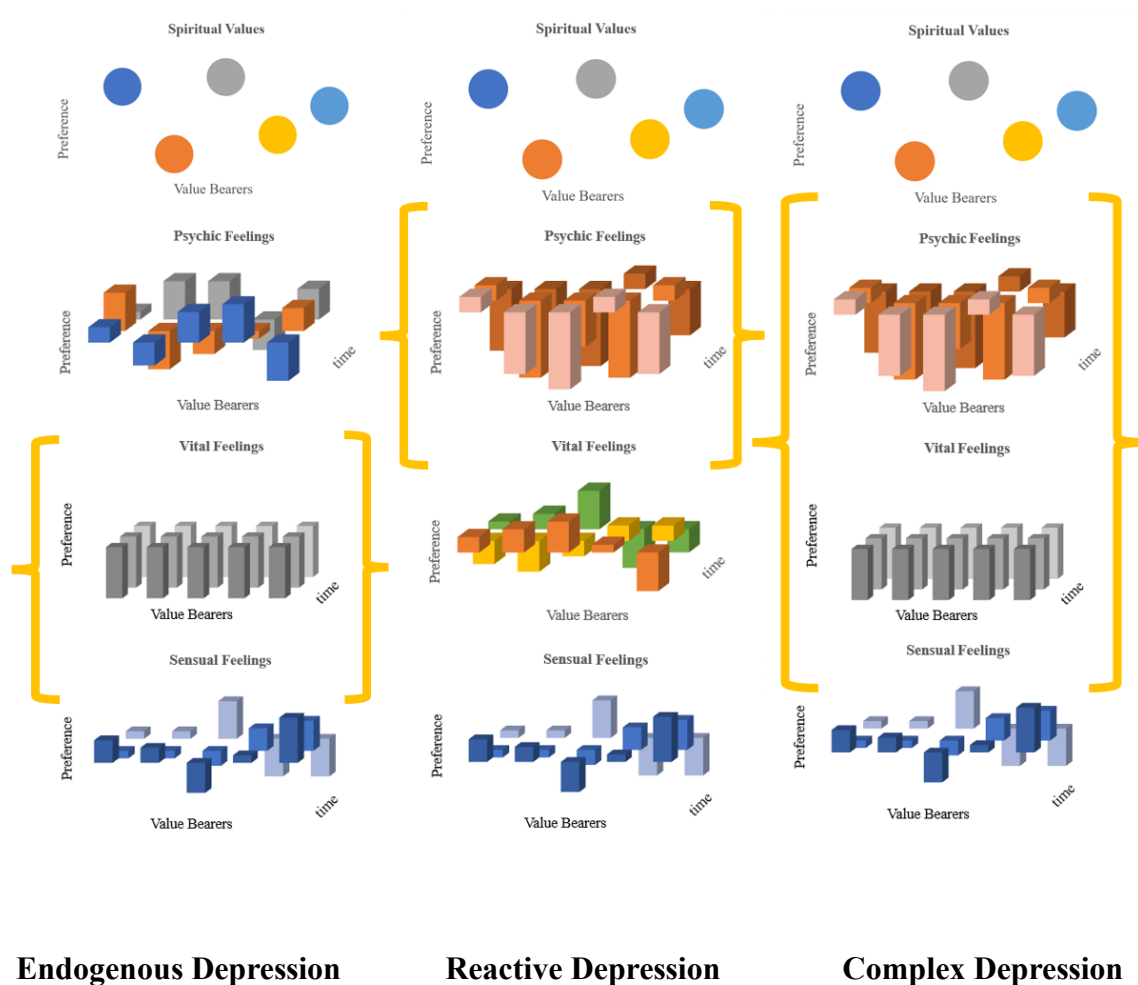 Spiritual Values
Preference
Value Bearers
Psychic Feelings
Preference
time
Value Bearers
Vital Feelings
Preference
time
Value Bearers
Sensual Feelings
Preference
time
Value Bearers
Endogenous Depression
Spiritual Values
Preference
Value Bearers
Psychic Feelings
Preference
time
Value Bearers
Vital Feelings
Preference
time
Value Bearers
Sensual Feelings
Preference
time
Value Bearers
Reactive Depression
Spiritual Values
Preference
Value Bearers
Psychic Feelings
Preference
time
Value Bearers
Vital Feelings
Preference
time
Value Bearers
Sensual Feelings
Preference
time
Value Bearers
Complex Depression